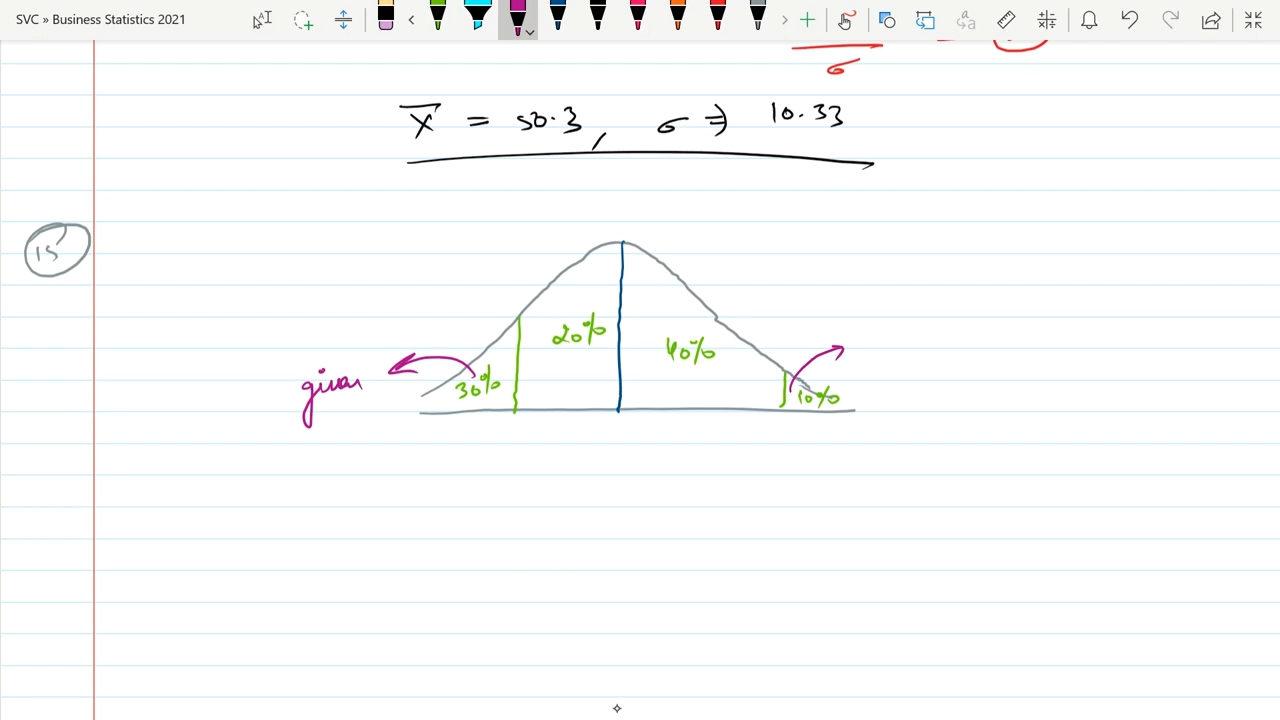 SVC » Business Statistics 2021
σ
X̄ = 50.3, σ ⇒ 10.33
15
20%
40%
given
30%
10%